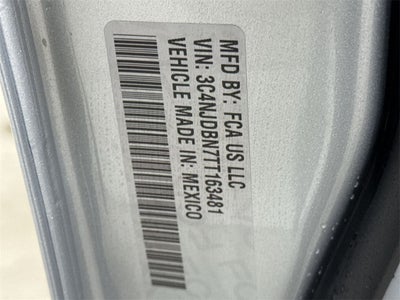 MFD BY: FCA US LLC
VIN: 3C4NJDBN7TT163481
VEHICLE MADE IN: MEXICO